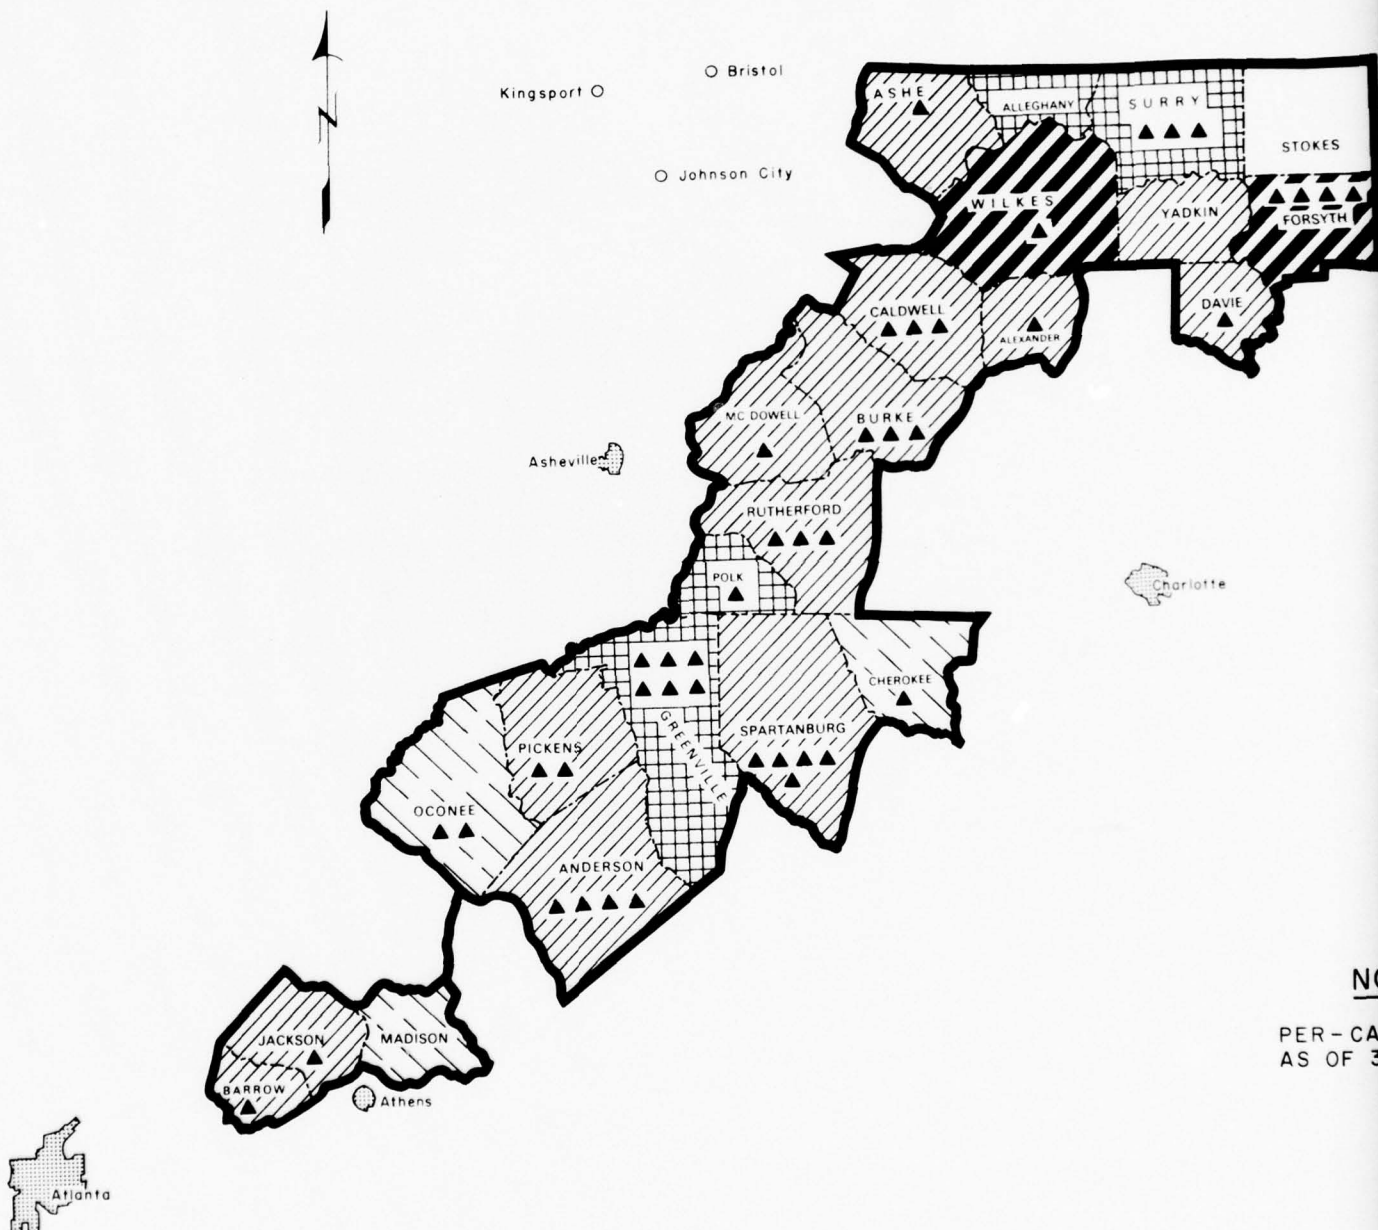 Bristol
Kingsport
ASHE
ALLEGHANY
SURRY
STOKES
Johnson City
WILKES
YADKIN
FORSYTH
CALDWELL
ALEXANDER
DAVIE
MC DOWELL
BURKE
Asheville
RUTHERFORD
POLK
Charlotte
CHEROKEE
GREENVILLE
SPARTANBURG
PICKENS
OCONEE
ANDERSON
PER-CA
AS OF 3
JACKSON
MADISON
BARROW
Athens
Atlanta